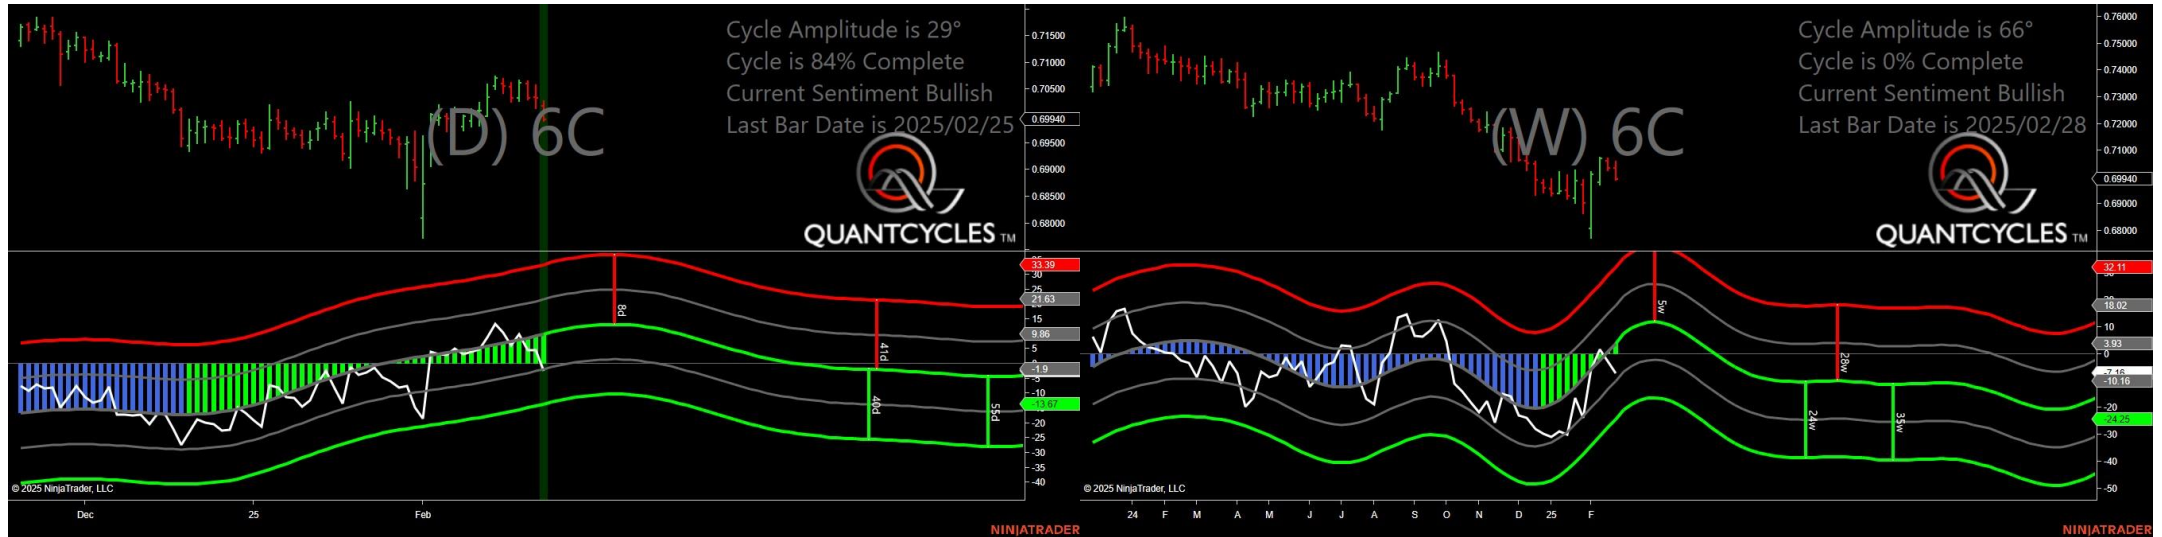 Cycle Amplitude is 29°
Cycle is 84% Complete
Current Sentiment Bullish
Last Bar Date is 2025/02/25
(D) 6C
QUANTCYCLES TM
0.71500
0.71000
0.70500
0.69940
0.69500
0.69000
0.68500
0.68000
33.39
30
21.63
15
9.86
5
0
-1.9
-5
-10
-13.67
-20
-25
-30
-35
-40
8d
41d
40d
55d
© 2025 NinjaTrader, LLC
Dec
25
Feb
NINJATRADER
Cycle Amplitude is 66°
Cycle is 0% Complete
Current Sentiment Bullish
Last Bar Date is 2025/02/28
(W) 6C
QUANTCYCLES TM
0.76000
0.75000
0.74000
0.73000
0.72000
0.71000
0.69940
0.69000
0.68000
32.11
18.02
10
3.93
0
-7.16
-10.16
-20
-24.25
-30
-40
-50
5w
28w
24w
35w
© 2025 NinjaTrader, LLC
24
F
M
A
M
J
J
A
S
O
N
D
25
F
NINJATRADER